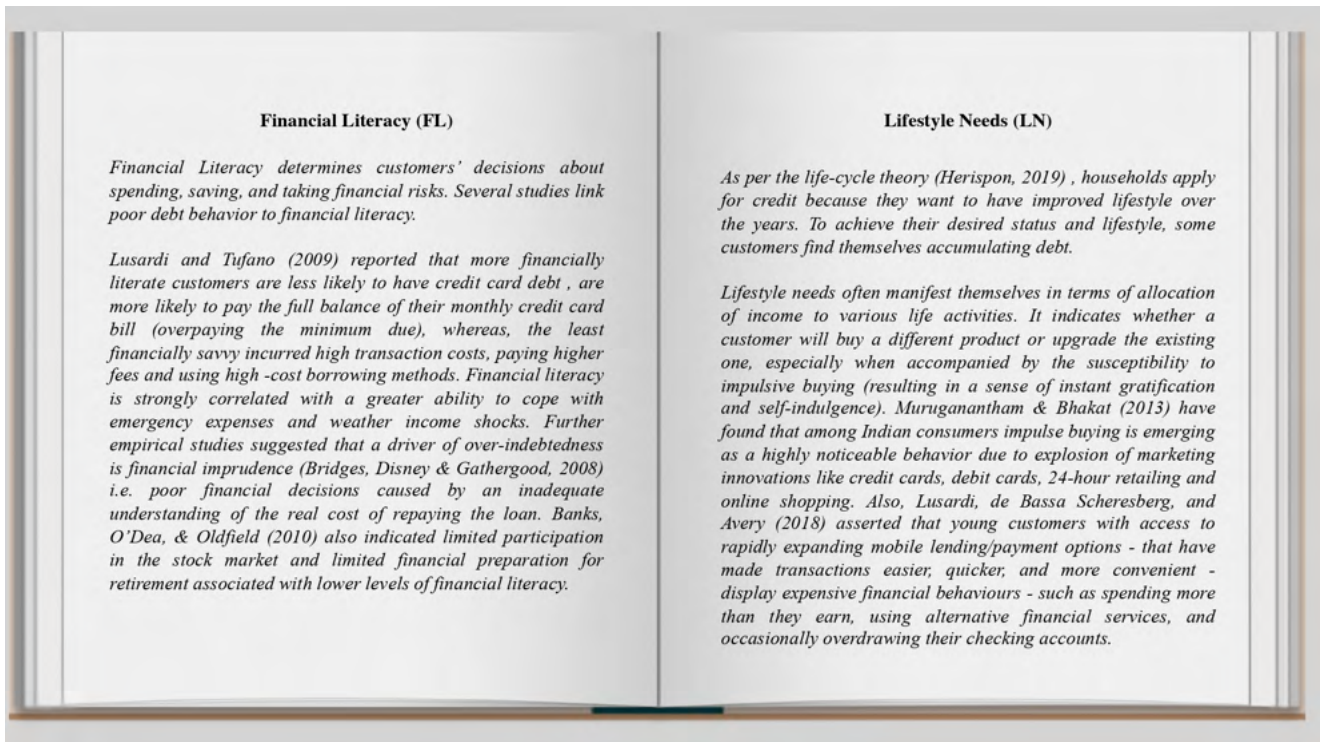 Financial Literacy (FL)
Financial Literacy determines customers' decisions about
spending, saving, and taking financial risks. Several studies link
poor debt behavior to financial literacy.
Lusardi and Tufano (2009) reported that more financially
literate customers are less likely to have credit card debt , are
more likely to pay the full balance of their monthly credit card
bill (overpaying the minimum due), whereas, the least
financially savvy incurred high transaction costs, paying higher
fees and using high -cost borrowing methods. Financial literacy
is strongly correlated with a greater ability to cope with
emergency expenses and weather income shocks. Further
empirical studies suggested that a driver of over-indebtedness
is financial imprudence (Bridges, Disney & Gathergood, 2008)
i.e. poor financial decisions caused by an inadequate
understanding of the real cost of repaying the loan. Banks,
O'Dea, & Oldfield (2010) also indicated limited participation
in the stock market and limited financial preparation for
retirement associated with lower levels of financial literacy.
Lifestyle Needs (LN)
As per the life-cycle theory (Herispon, 2019) , households apply
for credit because they want to have improved lifestyle over
the years. To achieve their desired status and lifestyle, some
customers find themselves accumulating debt.
Lifestyle needs often manifest themselves in terms of allocation
of income to various life activities. It indicates whether a
customer will buy a different product or upgrade the existing
one, especially when accompanied by the susceptibility to
impulsive buying (resulting in a sense of instant gratification
and self-indulgence). Muruganantham & Bhakat (2013) have
found that among Indian consumers impulse buying is emerging
as a highly noticeable behavior due to explosion of marketing
innovations like credit cards, debit cards, 24-hour retailing and
online shopping. Also, Lusardi, de Bassa Scheresberg, and
Avery (2018) asserted that young customers with access to
rapidly expanding mobile lending/payment options - that have
made transactions easier, quicker, and more convenient -
display expensive financial behaviours - such as spending more
than they earn, using alternative financial services, and
occasionally overdrawing their checking accounts.